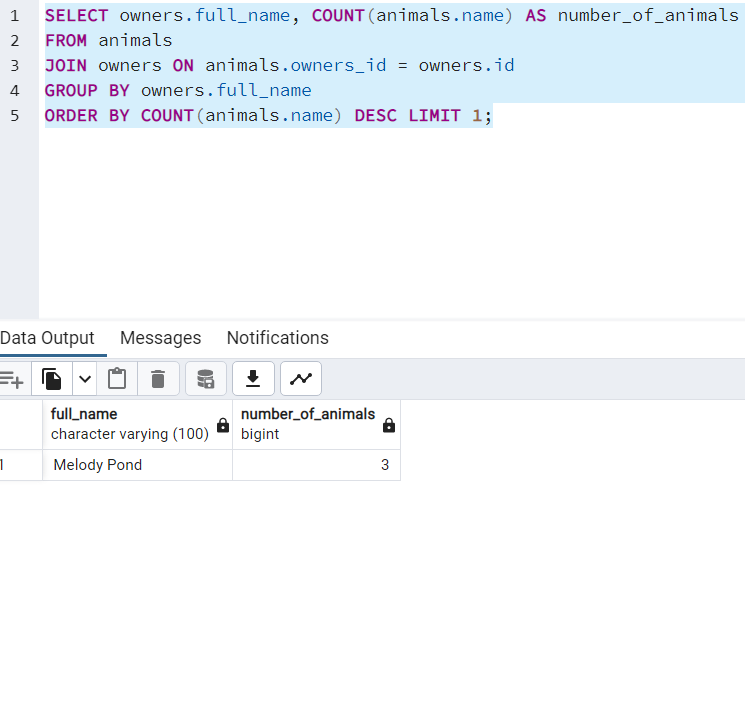 1 SELECT owners.full_name, COUNT(animals.name) AS number_of_animals
2 FROM animals
3 JOIN owners ON animals.owners_id = owners.id
4 GROUP BY owners.full_name
5 ORDER BY COUNT(animals.name) DESC LIMIT 1;
Data Output Messages Notifications
full_name number_of_animals
character varying (100) bigint
1 Melody Pond 3